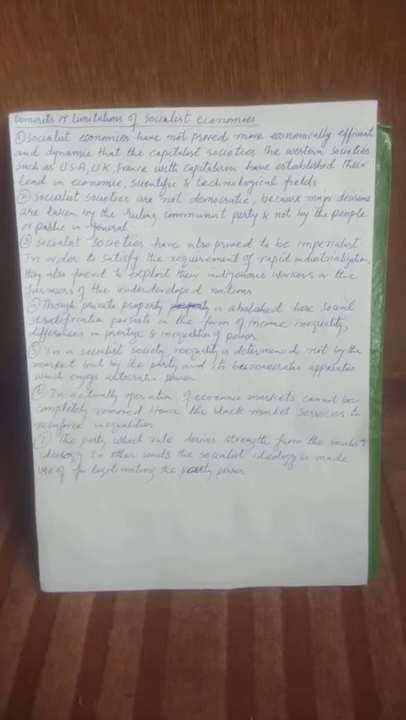 Demerits or limitations of Socialist economies
① Socialist economies have not proved more economically efficient
and dynamic that the capitalist societies the western societies
such as USA, UK, France with capitalism have established their
lead in economic, scientific & technological fields.
② Socialist societies are not democratic, because major decisions
are taken by the ruling communist party & not by the people
or public in general.
③ Socialist Societies have also proved to be imperialist
In order to satisfy the requirement of rapid industrialization,
they also forced to exploit their indigenous workers or the
farmers of the underdeveloped nations.
④ Though private property is abolished here Social
stratification persists in the form of income inequality,
differences in prestige & inequalities of power.
⑤ In a socialist society, inequality is determined not by the
market but by the party and its bureaucratic apparatus
which enjoys autocratic power
⑥ In actually operation of economic markets cannot be
completely removed Hence the black market services to
reinforce inequalities
⑦ The party which rule derives strength from the
ideology In other words the socialist ideology is made
use of for legitimating the party power